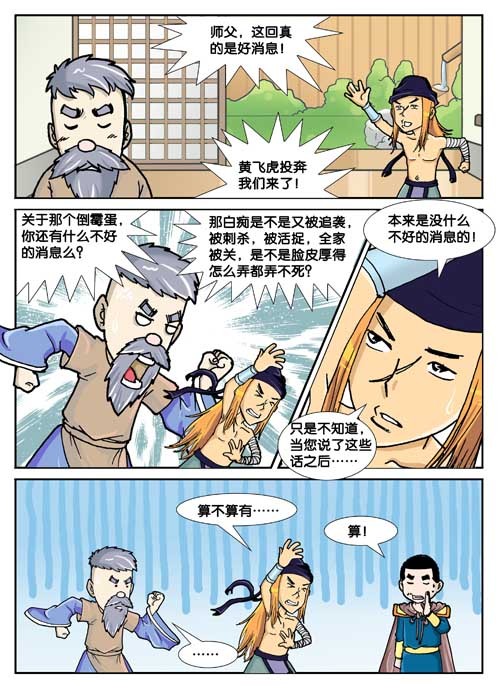 师父，这回真
的是好消息！
黄飞虎投奔
我们来了！
关于那个倒霉蛋，
你还有什么不好
的消息么？
那白痴是不是又被追袭，
被刺杀，被活捉，全家
被关，是不是脸皮厚得
怎么弄都弄不死？
本来是没什么
不好的消息的！
只是不知道，
当您说了这些
话之后……
算不算有……
算！
……